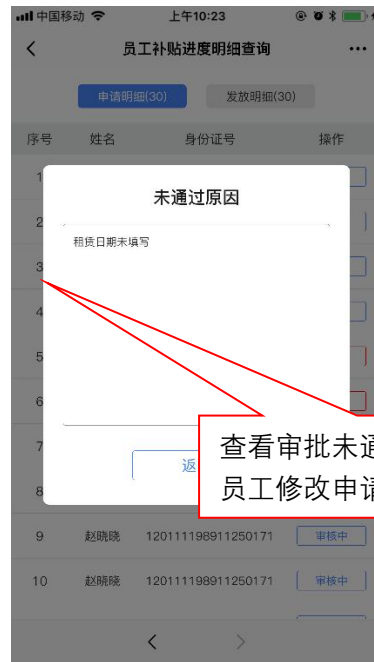 中国移动 上午10:23
员工补贴进度明细查询
申请明细(30) 发放明细(30)
序号 姓名 身份证号 操作
1
未通过原因
2
租赁日期未填写
3
4
5
6
7
返
查看审批未通
员工修改申请
8
9 赵晓晓 120111198911250171 审核中
10 赵晓晓 120111198911250171 审核中